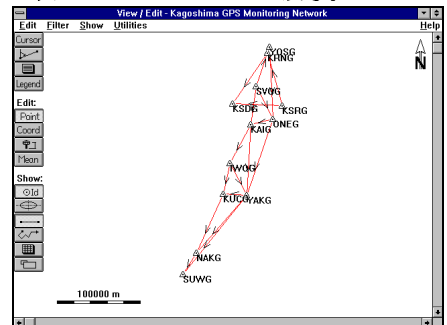 View / Edit - Kagoshima GPS Monitoring Network
Edit Filter Show Utilities Help
Cursor
Legend
Edit:
Point
Coord
Mean
Show:
Id
N
YOSG
KHNG
SVOG
KSDG
KSRG
ONEG
KAIG
IWOG
KUCG
YAKG
NAKG
SUWG
100000 m